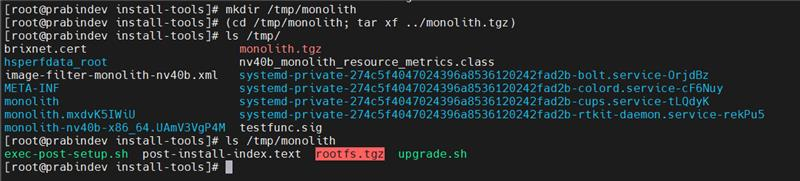 [root@prabindev install-tools]# mkdir /tmp/monolith
[root@prabindev install-tools]# (cd /tmp/monolith; tar xf ../monolith.tgz)
[root@prabindev install-tools]# ls /tmp/
brixnet.cert monolith.tgz
hsperfdata_root nv40b_monolith_resource_metrics.class
image-filter-monolith-nv40b.xml systemd-private-274c5f4047024396a8536120242fad2b-bolt.service-OrjdBz
META-INF systemd-private-274c5f4047024396a8536120242fad2b-colord.service-cF6Nuy
monolith systemd-private-274c5f4047024396a8536120242fad2b-cups.service-tLQdyK
monolith.mxdvK5IWiU systemd-private-274c5f4047024396a8536120242fad2b-rtkit-daemon.service-rekPu5
monolith-nv40b-x86_64.UAmV3VgP4M testfunc.sig
[root@prabindev install-tools]# ls /tmp/monolith
exec-post-setup.sh post-install-index.text rootfs.tgz upgrade.sh
[root@prabindev install-tools]#